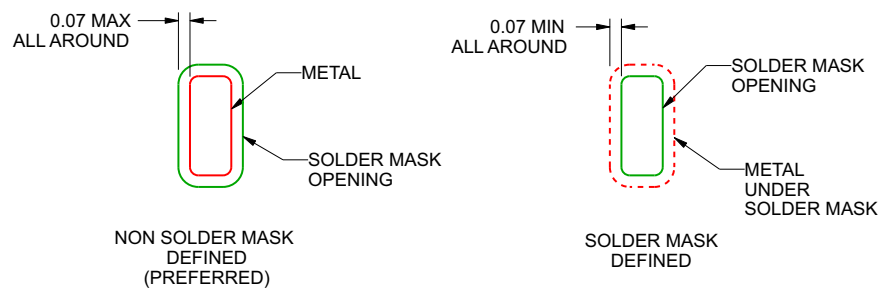 0.07 MAX
ALL AROUND
METAL
SOLDER MASK
OPENING
NON SOLDER MASK
DEFINED
(PREFERRED)
0.07 MIN
ALL AROUND
SOLDER MASK
OPENING
METAL
UNDER
SOLDER MASK
SOLDER MASK
DEFINED